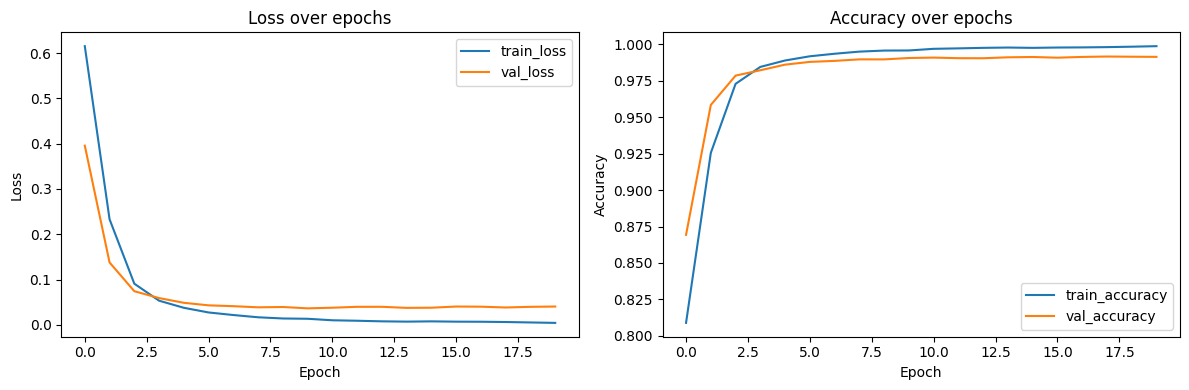 Loss over epochs
0.6
0.5
0.4
0.3
0.2
0.1
0.0
Loss
train_loss
val_loss
0.0 2.5 5.0 7.5 10.0 12.5 15.0 17.5
Epoch
Accuracy over epochs
1.000
0.975
0.950
0.925
0.900
0.875
0.850
0.825
0.800
Accuracy
train_accuracy
val_accuracy
0.0 2.5 5.0 7.5 10.0 12.5 15.0 17.5
Epoch